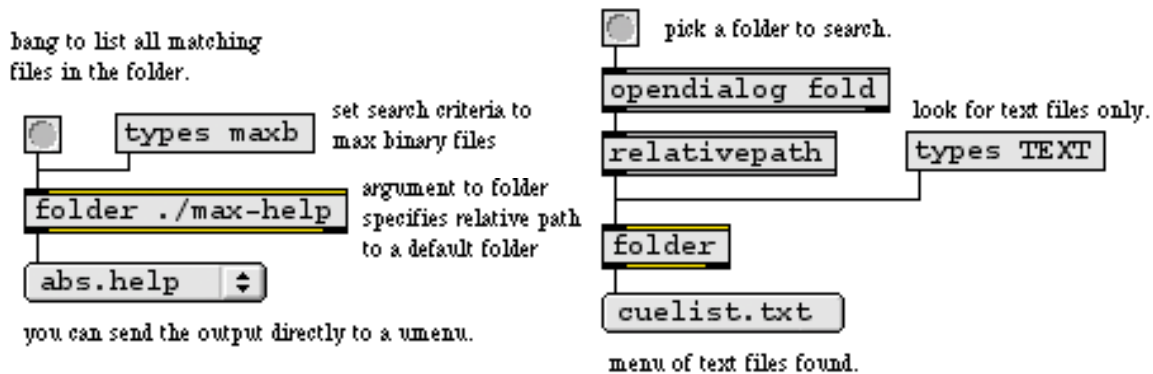 bang to list all matching
files in the folder.
types maxb
set search criteria to
max binary files
folder ./max-help
argument to folder
specifies relative path
to a default folder
abs.help
you can send the output directly to a umenu.
pick a folder to search.
opendialog fold
relativepath
look for text files only.
types TEXT
folder
cuelist.txt
menu of text files found.